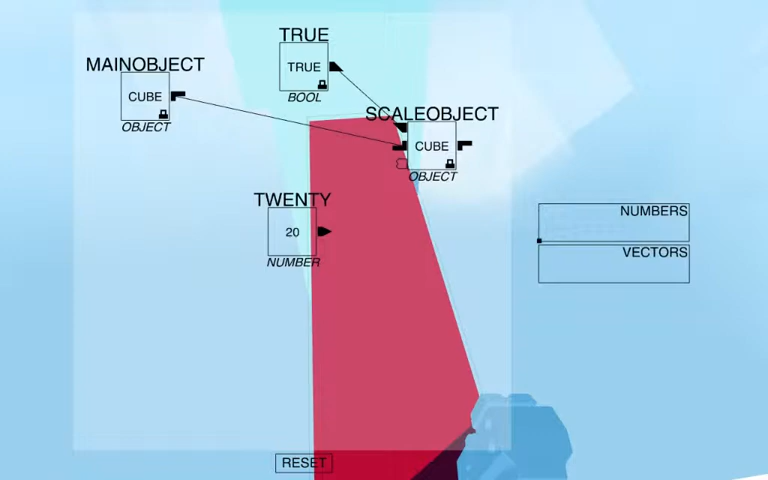 TRUE
TRUE
BOOL
MAINOBJECT
CUBE
OBJECT
SCALEOBJECT
CUBE
OBJECT
TWENTY
20
NUMBER
NUMBERS
VECTORS
RESET